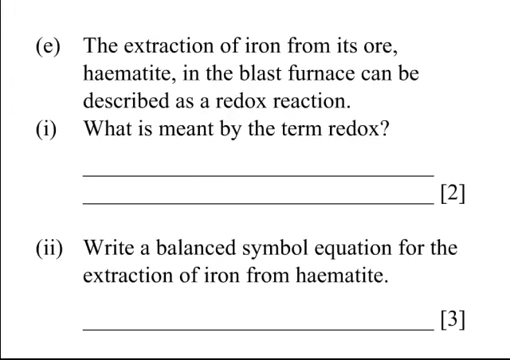 (e) The extraction of iron from its ore,
haematite, in the blast furnace can be
described as a redox reaction.
(i) What is meant by the term redox?
[2]
(ii) Write a balanced symbol equation for the
extraction of iron from haematite.
[3]